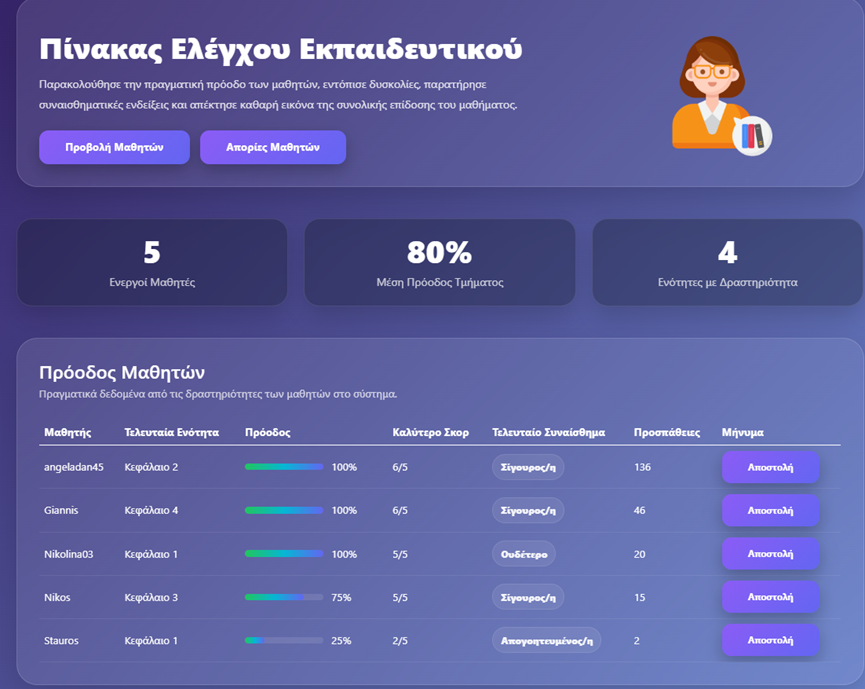 Πίνακας Ελέγχου Εκπαιδευτικού
Παρακολούθησε την πραγματική πρόοδο των μαθητών, εντόπισε δυσκολίες, παρατήρησε
συναισθηματικές ενδείξεις και απέκτησε καθαρή εικόνα της συνολικής επίδοσης του μαθήματος.
Προβολή Μαθητών Απορίες Μαθητών
5 80% 4
Ενεργοί Μαθητές Μέση Πρόοδος Τμήματος Ενότητες με Δραστηριότητα
Πρόοδος Μαθητών
Πραγματικά δεδομένα από τις δραστηριότητες των μαθητών στο σύστημα.
Μαθητής Τελευταία Ενότητα Πρόοδος Καλύτερο Σκορ Τελευταίο Συναίσθημα Προσπάθειες Μήνυμα
angeladan45 Κεφάλαιο 2 100% 6/5 Σίγουρος/η 136 Αποστολή
Giannis Κεφάλαιο 4 100% 6/5 Σίγουρος/η 46 Αποστολή
Nikolina03 Κεφάλαιο 1 100% 5/5 Ουδέτερο 20 Αποστολή
Nikos Κεφάλαιο 3 75% 5/5 Σίγουρος/η 15 Αποστολή
Stauros Κεφάλαιο 1 25% 2/5 Απογοητευμένος/η 2 Αποστολή